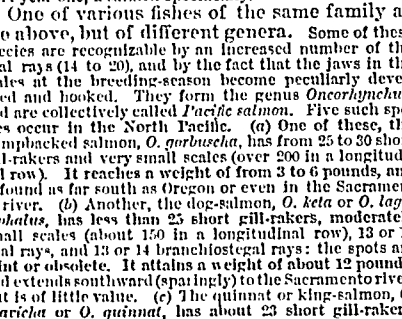 One of various fishes of the same family a
e above, but of different genera. Some of thes
ecies are recognizable by an increased number of th
al rays (14 to 20), and by the fact that the jaws in th
ales at the breeding-season become peculiarly deve
ed and hooked. They form the genus Oncorhynchu
d are collectively called Pacific salmon. Five such sp
es occur in the North Pacific. (a) One of these, th
mpbacked salmon, O. gorbuscha, has from 25 to 30 shor
l-rakers and very small scales (over 200 in a longitud
l row). It reaches a weight of from 3 to 6 pounds, an
found as far south as Oregon or even in the Sacrame
river. (b) Another, the dog-salmon, O. keta or O. lag
phalus, has less than 25 short gill-rakers, moderate
all scales (about 150 in a longitudinal row), 13 or
al rays, and 13 or 14 branchiostegal rays: the spots a
int or obsolete. It attains a weight of about 12 pound
d extends southward (sparingly) to the Sacramento rive
t is of little value. (c) The quinnat or king-salmon,
aricha or O. quinnat, has about 23 short gill-raker